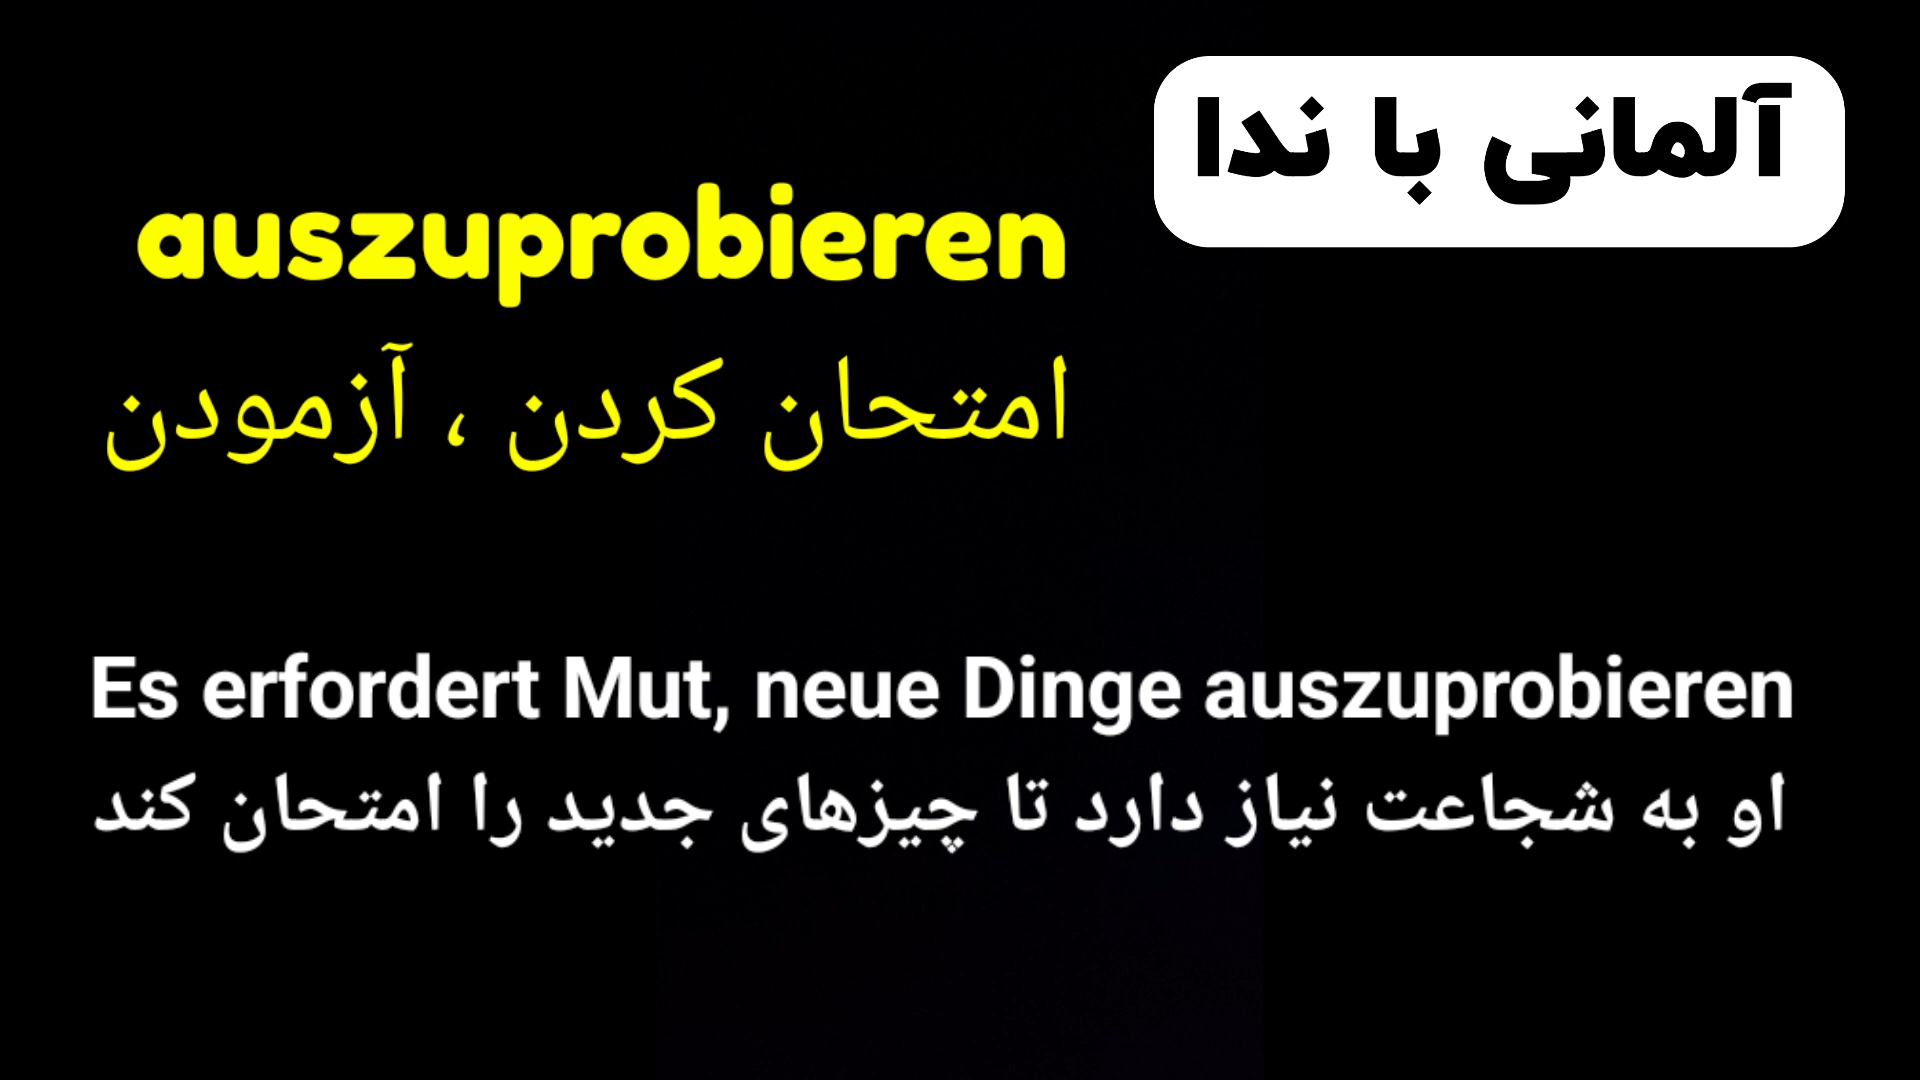 آلمانی با ندا
auszuprobieren
امتحان کردن ، آزمودن
Es erfordert Mut, neue Dinge auszuprobieren
او به شجاعت نیاز دارد تا چیزهای جدید را امتحان کند